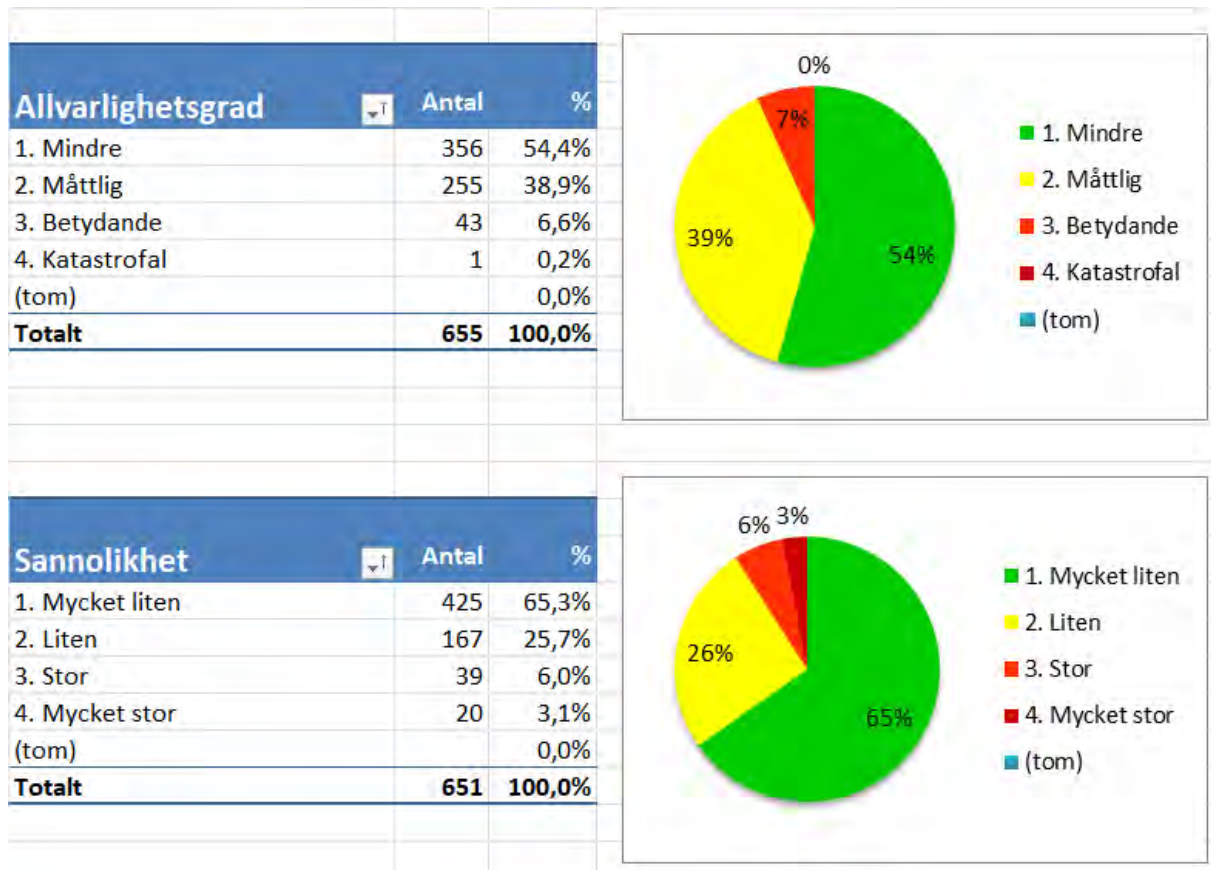 Allvarlighetsgrad Antal %
1. Mindre 356 54,4%
2. Måttlig 255 38,9%
3. Betydande 43 6,6%
4. Katastrofal 1 0,2%
(tom) 0,0%
Totalt 655 100,0%
0%
7%
39%
54%
1. Mindre
2. Måttlig
3. Betydande
4. Katastrofal
(tom)
Sannolikhet Antal %
1. Mycket liten 425 65,3%
2. Liten 167 25,7%
3. Stor 39 6,0%
4. Mycket stor 20 3,1%
(tom) 0,0%
Totalt 651 100,0%
6% 3%
26%
65%
1. Mycket liten
2. Liten
3. Stor
4. Mycket stor
(tom)